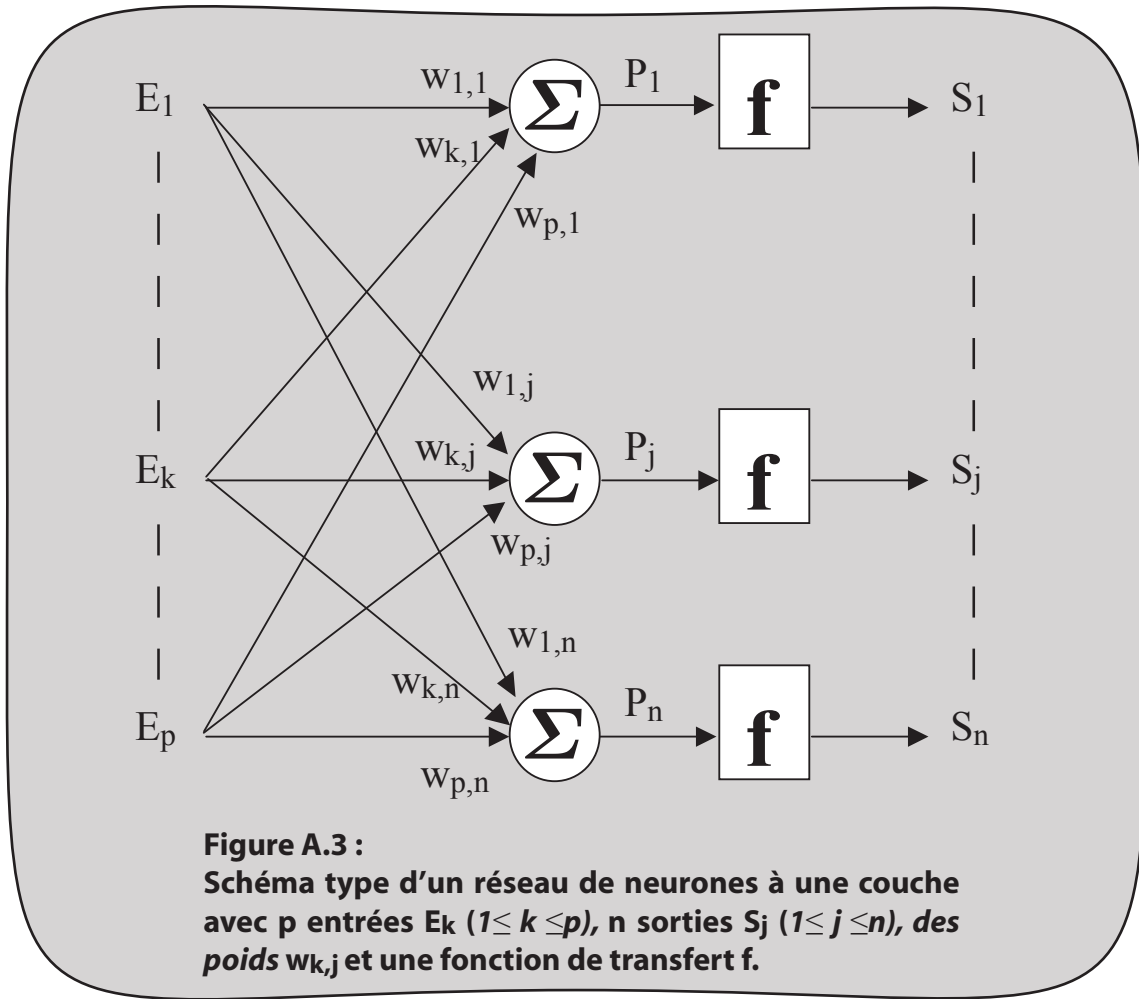 E1 w1,1 Σ P1 f S1
wk,1
wp,1
w1,j
Ek wk,j Σ Pj f Sj
wp,j
w1,n
wk,n
Ep Σ Pn f Sn
wp,n
Figure A.3 :
Schéma type d'un réseau de neurones à une couche
avec p entrées Ek (1≤ k ≤p), n sorties Sj (1≤ j ≤n), des
poids wk,j et une fonction de transfert f.